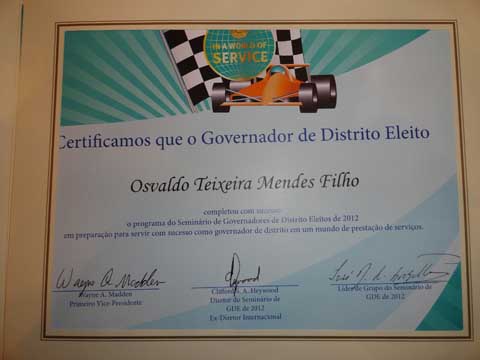 IN A WORLD OF
SERVICE
Certificamos que o Governador de Distrito Eleito
Osvaldo Teixeira Mendes Filho
completou com sucesso
o programa do Seminário de Governadores de Distrito Eleitos de 2012
em preparação para servir com sucesso como governador de distrito em um mundo de prestação de serviços.
Wayne A. Madden
Wayne A. Madden
Primeiro Vice-Presidente
Clifford S. A. Heywood
Diretor do Seminário de
GDE de 2012
Ex-Diretor Internacional
Líder de Grupo do Seminário de
GDE de 2012